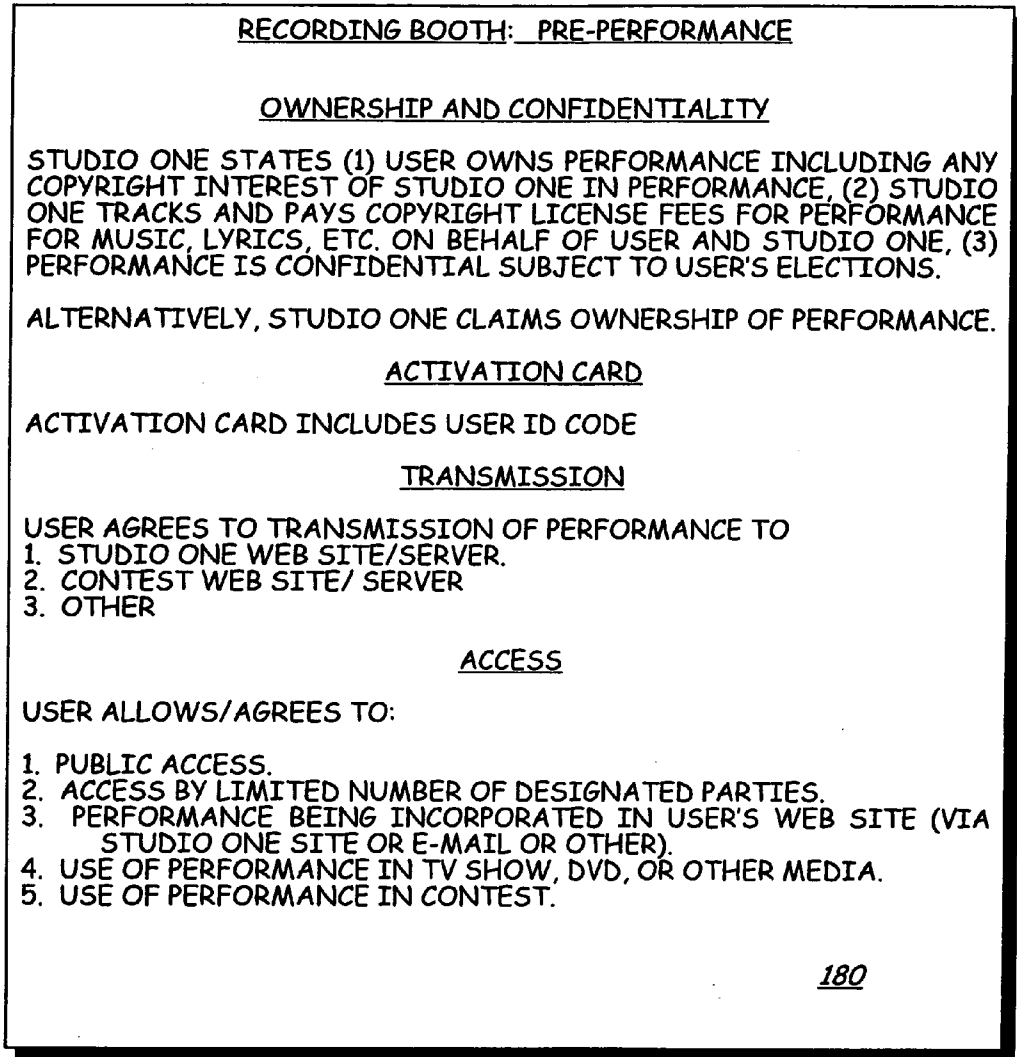 RECORDING BOOTH: PRE-PERFORMANCE
OWNERSHIP AND CONFIDENTIALITY
STUDIO ONE STATES (1) USER OWNS PERFORMANCE INCLUDING ANY
COPYRIGHT INTEREST OF STUDIO ONE IN PERFORMANCE, (2) STUDIO
ONE TRACKS AND PAYS COPYRIGHT LICENSE FEES FOR PERFORMANCE
FOR MUSIC, LYRICS, ETC. ON BEHALF OF USER AND STUDIO ONE, (3)
PERFORMANCE IS CONFIDENTIAL SUBJECT TO USER'S ELECTIONS.
ALTERNATIVELY, STUDIO ONE CLAIMS OWNERSHIP OF PERFORMANCE.
ACTIVATION CARD
ACTIVATION CARD INCLUDES USER ID CODE
TRANSMISSION
USER AGREES TO TRANSMISSION OF PERFORMANCE TO
1. STUDIO ONE WEB SITE/SERVER.
2. CONTEST WEB SITE/ SERVER
3. OTHER
ACCESS
USER ALLOWS/AGREES TO:
1. PUBLIC ACCESS.
2. ACCESS BY LIMITED NUMBER OF DESIGNATED PARTIES.
3. PERFORMANCE BEING INCORPORATED IN USER'S WEB SITE (VIA
STUDIO ONE SITE OR E-MAIL OR OTHER).
4. USE OF PERFORMANCE IN TV SHOW, DVD, OR OTHER MEDIA.
5. USE OF PERFORMANCE IN CONTEST.
180